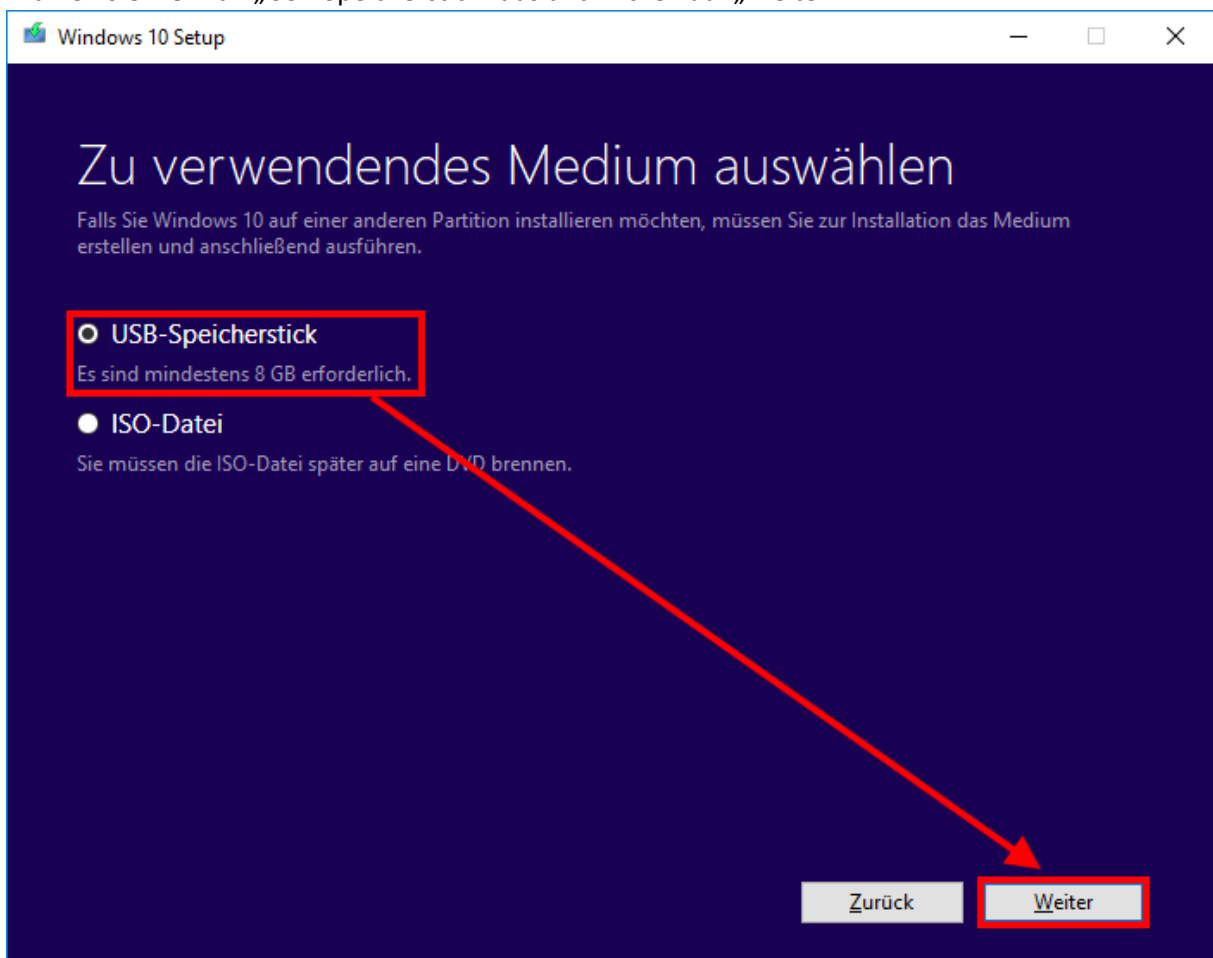 Windows 10 Setup
Zu verwendendes Medium auswählen
Falls Sie Windows 10 auf einer anderen Partition installieren möchten, müssen Sie zur Installation das Medium
erstellen und anschließend ausführen.
USB-Speicherstick
Es sind mindestens 8 GB erforderlich.
ISO-Datei
Sie müssen die ISO-Datei später auf eine DVD brennen.
Zurück
Weiter